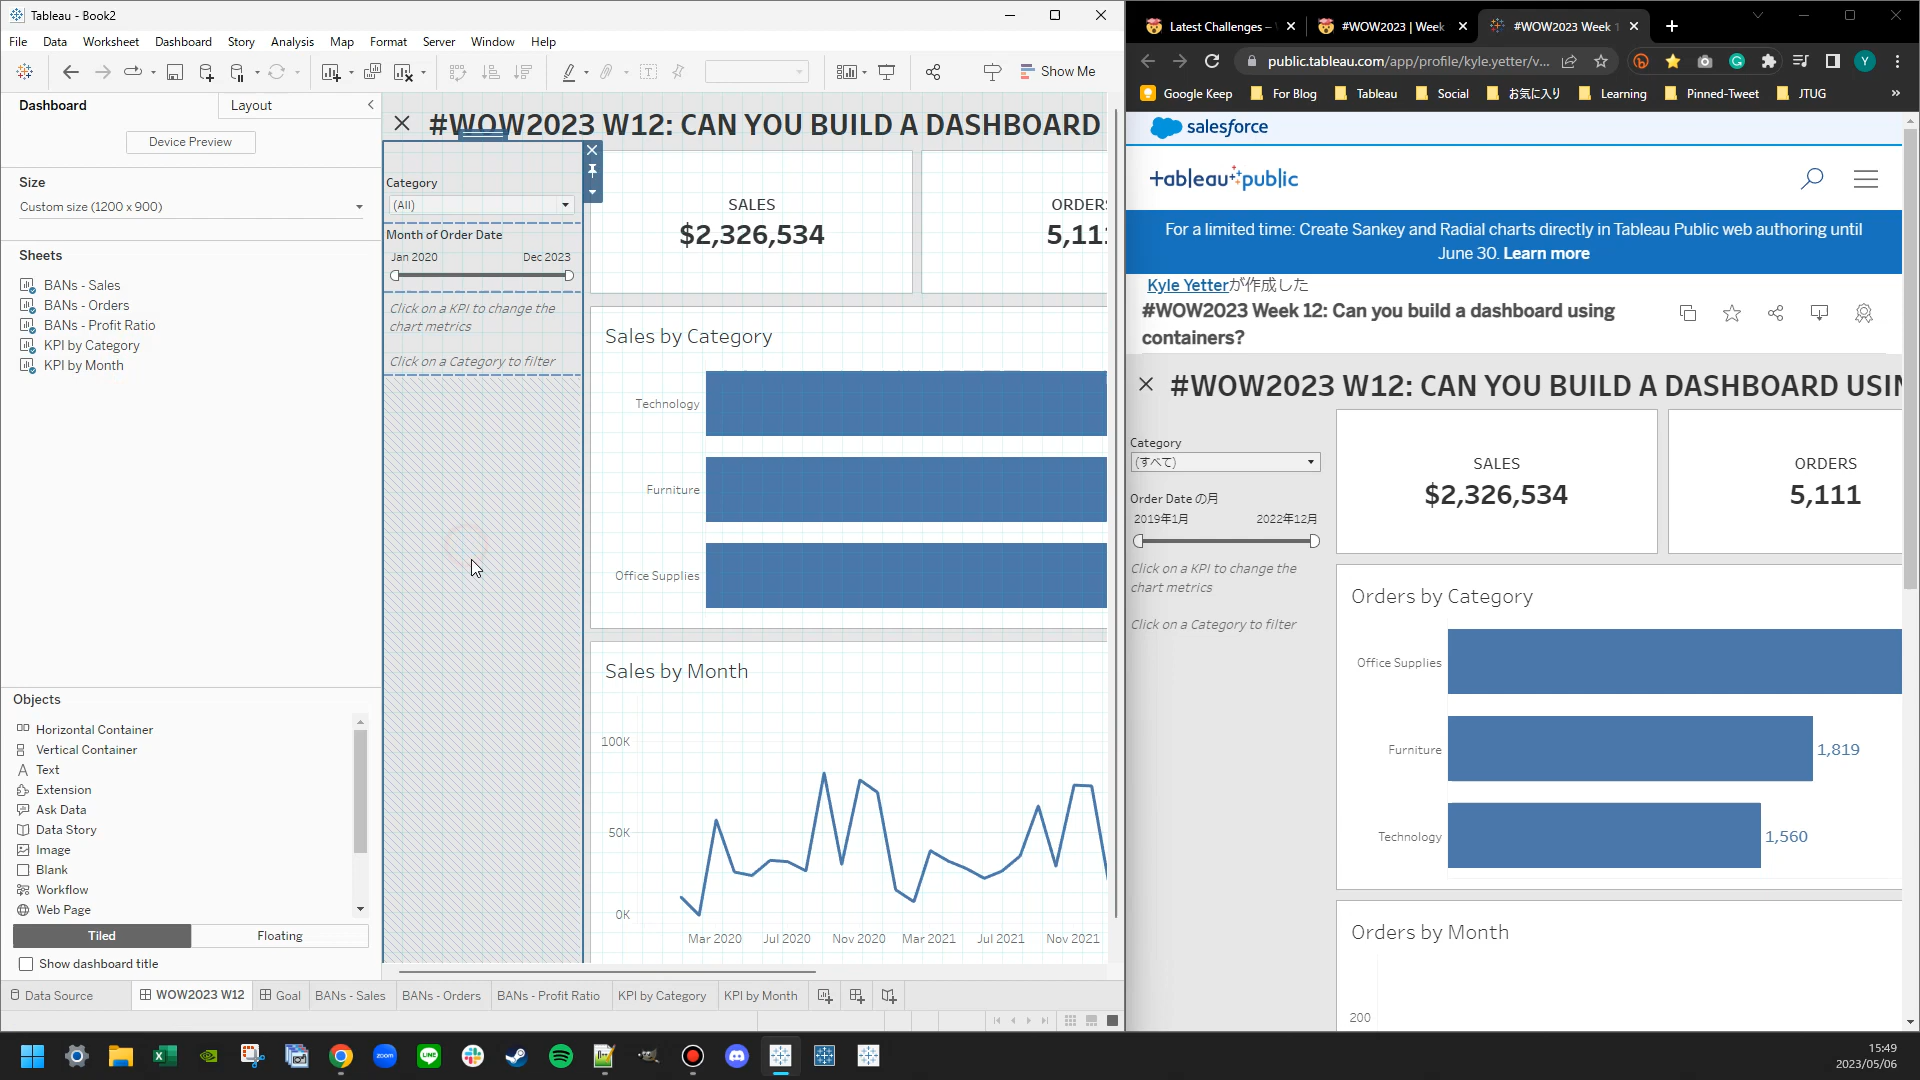 Tableau - Book2
File Data Worksheet Dashboard Story Analysis Map Format Server Window Help
Show Me
Dashboard
Layout
Device Preview
Size
Custom size (1200 x 900)
Sheets
BANs - Sales
BANs - Orders
BANs - Profit Ratio
KPI by Category
KPI by Month
Objects
Horizontal Container
Vertical Container
Text
Extension
Ask Data
Data Story
Image
Blank
Workflow
Web Page
Tiled
Floating
Show dashboard title
#WOW2023 W12: CAN YOU BUILD A DASHBOARD
Category
(All)
Month of Order Date
Jan 2020 Dec 2023
Click on a KPI to change the
chart metrics
Click on a Category to filter
SALES
$2,326,534
ORDER
5,11
Sales by Category
Technology
Furniture
Office Supplies
Sales by Month
100K
50K
0K
Mar 2020 Jul 2020 Nov 2020 Mar 2021 Jul 2021 Nov 2021
Data Source WOW2023 W12 Goal BANs - Sales BANs - Orders BANs - Profit Ratio KPI by Category KPI by Month
Latest Challenges –
#WOW2023 | Week
#WOW2023 Week 1
public.tableau.com/app/profile/kyle.yetter/v...
Y
Google Keep For Blog Tableau Social お気に入り Learning Pinned-Tweet JTUG »
salesforce
tableau public
For a limited time: Create Sankey and Radial charts directly in Tableau Public web authoring until
June 30. Learn more
Kyle Yetterが作成した
#WOW2023 Week 12: Can you build a dashboard using
containers?
#WOW2023 W12: CAN YOU BUILD A DASHBOARD USIN
Category
(すべて)
Order Date の月
2019年1月 2022年12月
Click on a KPI to change the
chart metrics
Click on a Category to filter
SALES
$2,326,534
ORDERS
5,111
Orders by Category
Office Supplies
Furniture
1,819
Technology
1,560
Orders by Month
200
zoom
LINE
15:49
2023/05/06